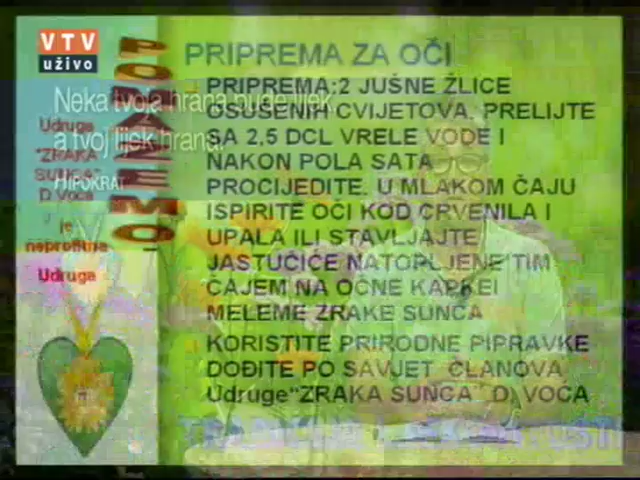 VTV
uživo
PRIPREMA ZA OČI
PRIPREMA:2 JUŠNE ŽLICE
OSUŠENIH CVIJETOVA, PRELIJTE
SA 2,5 DCL VRELE VODE I
NAKON POLA SATA
PROCIJEDITE. U MLAKOM ČAJU
ISPIRITE OČI KOD CRVENILA I
UPALA ILI STAVLJAJTE
JASTUČIĆE NATOPLJENE TIM
ČAJEM NA OČNE KAPKEI
MELEME ZRAKE SUNCA
KORISTITE PRIRODNE PIPRAVKE
DOĐITE PO SAVJET ČLANOVA
Udruge"ZRAKA SUNCA D. VOĆA
Neka tvoja hrana bude lijek,
a tvoj lijek hrana.
HIPOKRAT
Udruga
"ZRAKA
SUNCA"
D. Voća
je
neprofitna
Udruga